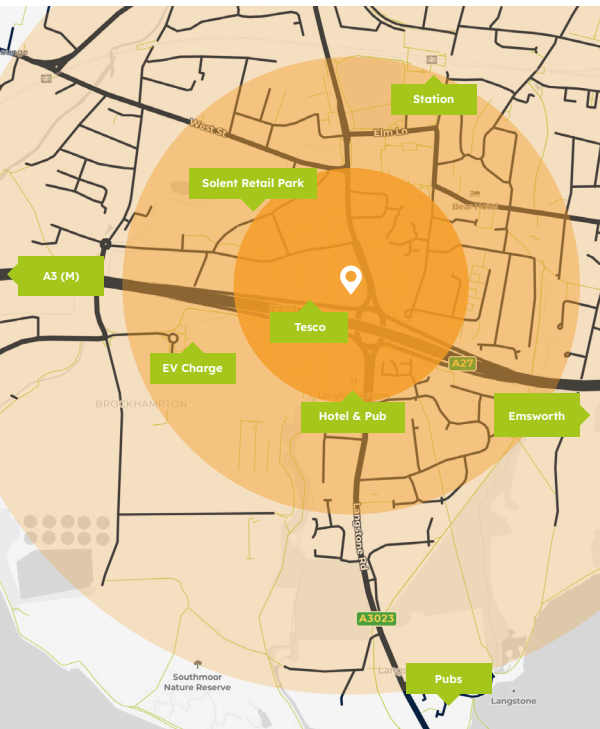 Station
West St
Elm Ln
Solent Retail Park
Bear Hotel
A3 (M)
Tesco
A27
EV Charge
BROCKHAMPTON
Hotel & Pub
Emsworth
Langstone Rd
A3023
Southmoor
Nature Reserve
Pubs
Langstone